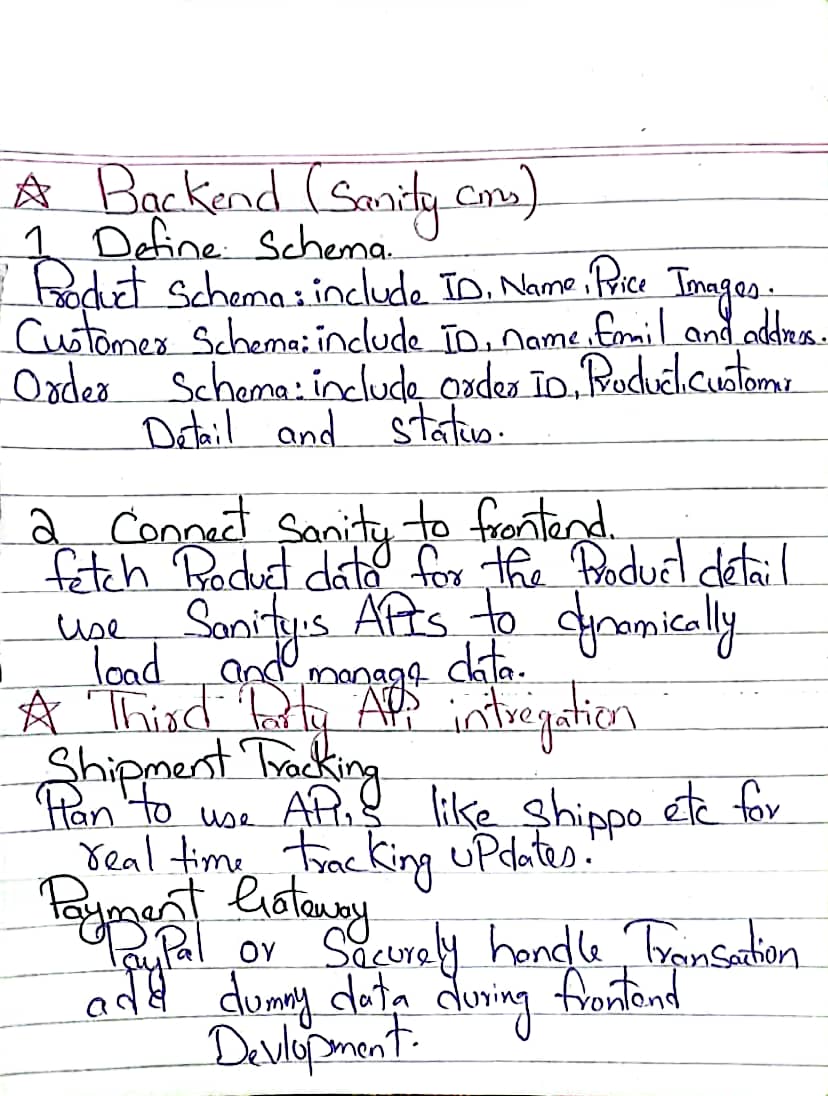 ☆ Backend (Sanity cms)
1 Define Schema.
Product Schema: include ID, Name, Price Images.
Customer Schema: include ID, name, Email and address.
Order Schema: include order ID, Product, customer
Detail and status.
2 Connect Sanity to frontend.
fetch Product data for the Product detail
use Sanity's APIs to dynamically
load and manage data.
☆ Third Party APi intregation
Shipment Tracking
Plan to use APi,s like Shippo etc for
real time tracking uPdates.
Payment Gateway
PayPal or Securely handle Transaction
add dummy data during frontend
Devlopment.